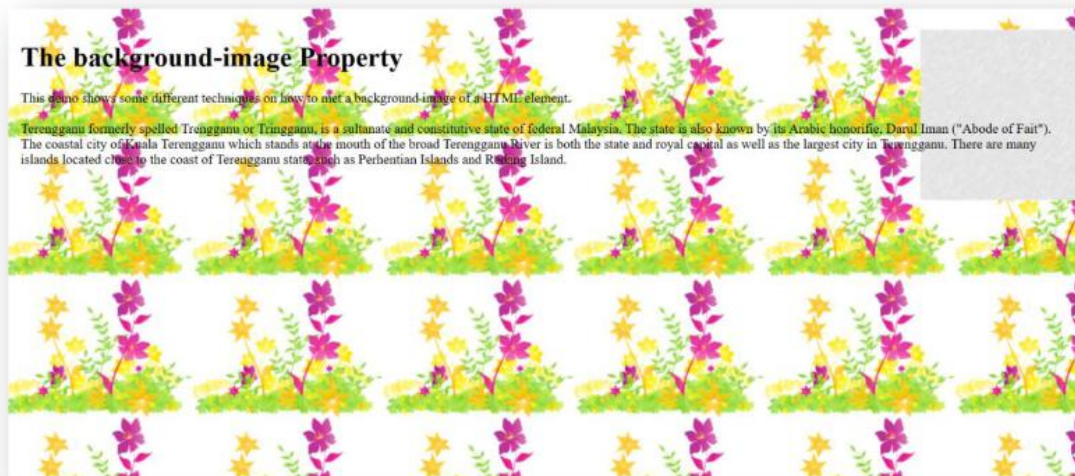 The background-image Property
This demo shows some different techniques on how to met a background-image of a HTML element.
Terengganu formerly spelled Trengganu or Tringganu, is a sultanate and constitutive state of federal Malaysia. The state is also known by its Arabic honorific, Darul Iman ("Abode of Fait").
The coastal city of Kuala Terengganu which stands at the mouth of the broad Terengganu River is both the state and royal capital as well as the largest city in Terengganu. There are many
islands located close to the coast of Terengganu state, such as Perhentian Islands and Redang Island.